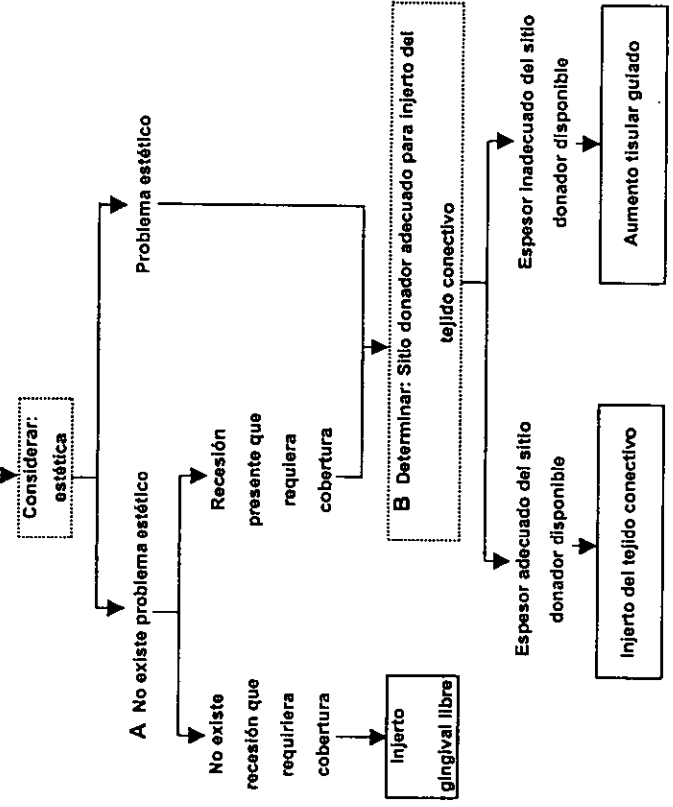 Considerar:
estética
A No existe problema estético
Problema estético
No existe
recesión que
requiriera
cobertura
Recesión
presente que
requiera
cobertura
Injerto
gingival libre
B Determinar: Sitio donador adecuado para injerto del
tejido conectivo
Espesor adecuado del sitio
donador disponible
Espesor inadecuado del sitio
donador disponible
Injerto del tejido conectivo
Aumento tisular guiado